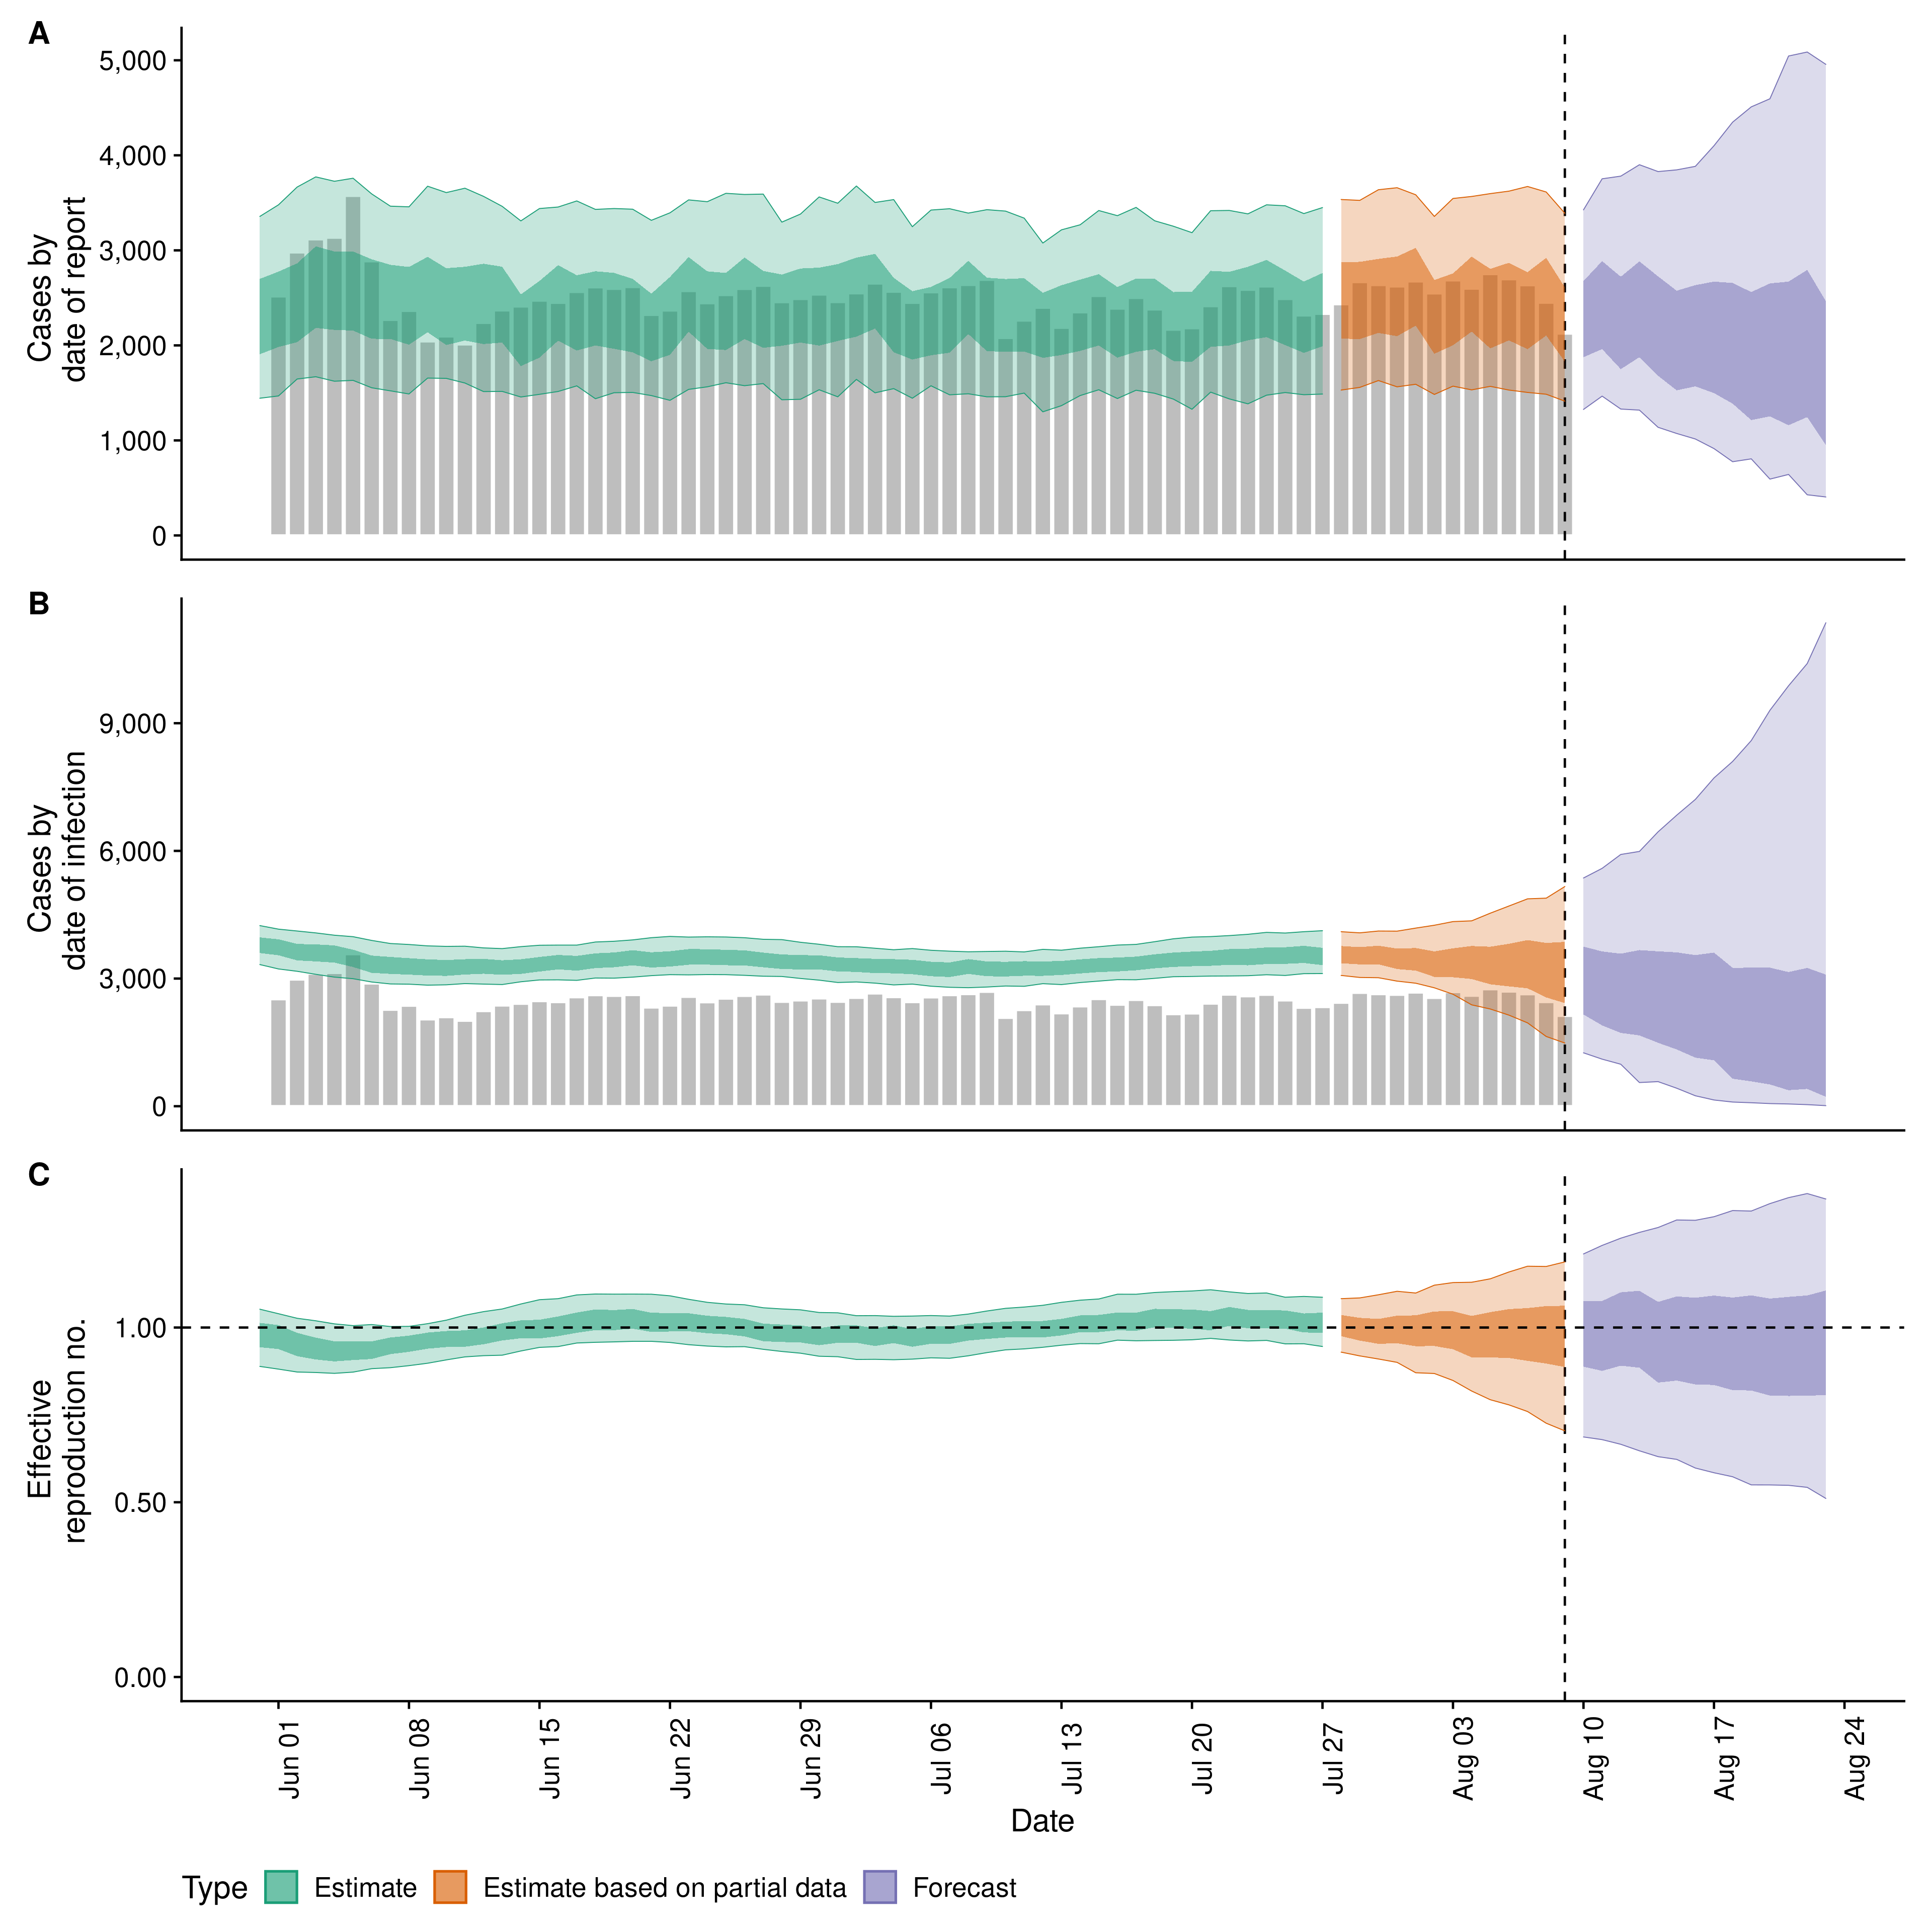 A
5,000
4,000
3,000
2,000
1,000
0
Cases by
date of report
B
9,000
6,000
3,000
0
Cases by
date of infection
C
1.00
0.50
0.00
Effective
reproduction no.
Jun 01
Jun 08
Jun 15
Jun 22
Jun 29
Jul 06
Jul 13
Jul 20
Jul 27
Aug 03
Aug 10
Aug 17
Aug 24
Date
Type Estimate Estimate based on partial data Forecast